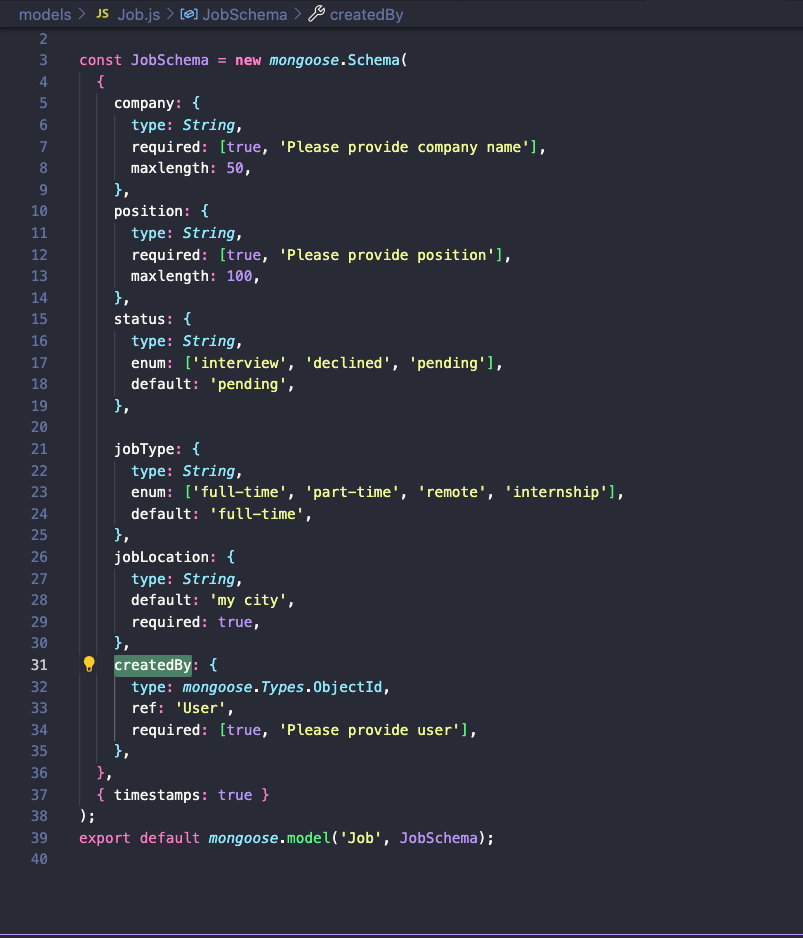 models > JS Job.js > JobSchema > createdBy
2
3 const JobSchema = new mongoose.Schema(
4   {
5     company: {
6       type: String,
7       required: [true, 'Please provide company name'],
8       maxlength: 50,
9     },
10     position: {
11       type: String,
12       required: [true, 'Please provide position'],
13       maxlength: 100,
14     },
15     status: {
16       type: String,
17       enum: ['interview', 'declined', 'pending'],
18       default: 'pending',
19     },
20
21     jobType: {
22       type: String,
23       enum: ['full-time', 'part-time', 'remote', 'internship'],
24       default: 'full-time',
25     },
26     jobLocation: {
27       type: String,
28       default: 'my city',
29       required: true,
30     },
31     createdBy: {
32       type: mongoose.Types.ObjectId,
33       ref: 'User',
34       required: [true, 'Please provide user'],
35     },
36   },
37   { timestamps: true }
38 );
39 export default mongoose.model('Job', JobSchema);
40